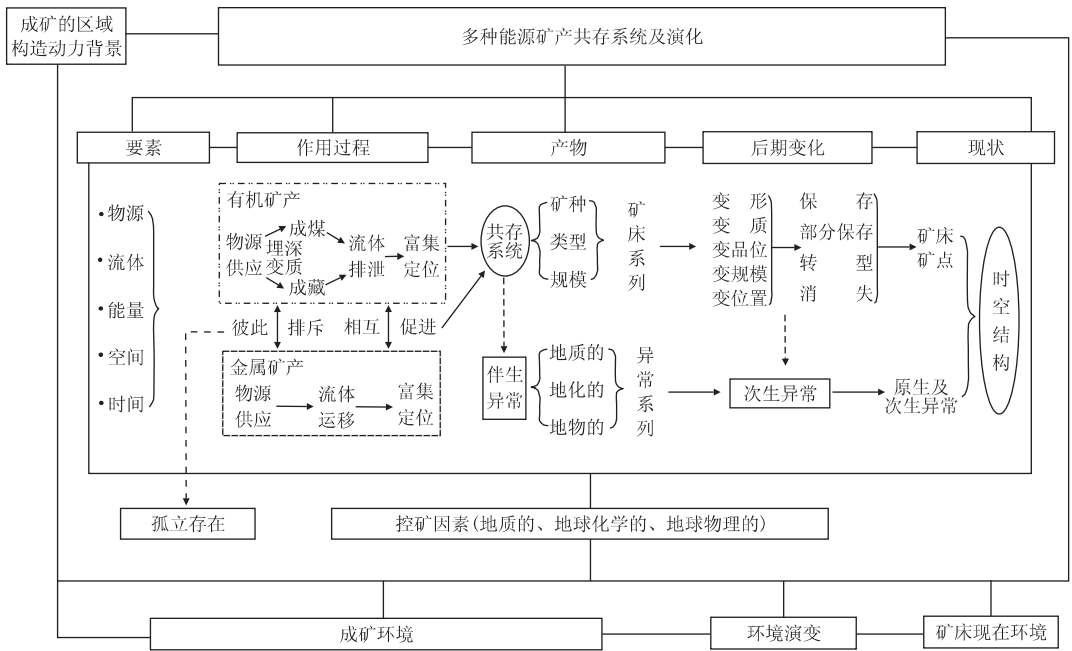 成矿的区域
构造动力背景
多种能源矿产共存系统及演化
要素
作用过程
产物
后期变化
现状
•物源
•流体
•能量
•空间
•时间
有机矿产
物源
供应
成煤
埋深
变质
成藏
流体
排泄
富集
定位
彼此
排斥
相互
促进
金属矿产
物源
供应
流体
运移
富集
定位
共存
系统
矿种
类型
规模
矿床系列
伴生
异常
地质的
地化的
地物的
异常系列
变 形
变 质
变品位
变规模
变位置
保 存
部分保存
转 型
消 失
次生异常
矿床
矿点
原生及
次生异常
时空结构
孤立存在
控矿因素(地质的、地球化学的、地球物理的)
成矿环境
环境演变
矿床现在环境